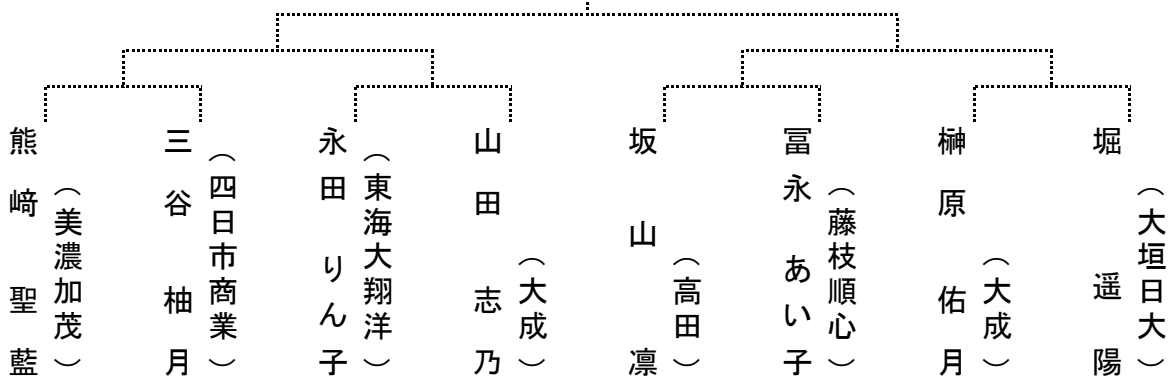 熊﨑 聖藍
（美濃加茂）
三谷 柚月
（四日市商業）
永田 りん子
（東海大翔洋）
山田 志乃
（大成）
坂山 凛
（高田）
冨永 あい子
（藤枝順心）
榊原 佑月
（大成）
堀 遥陽
（大垣日大）